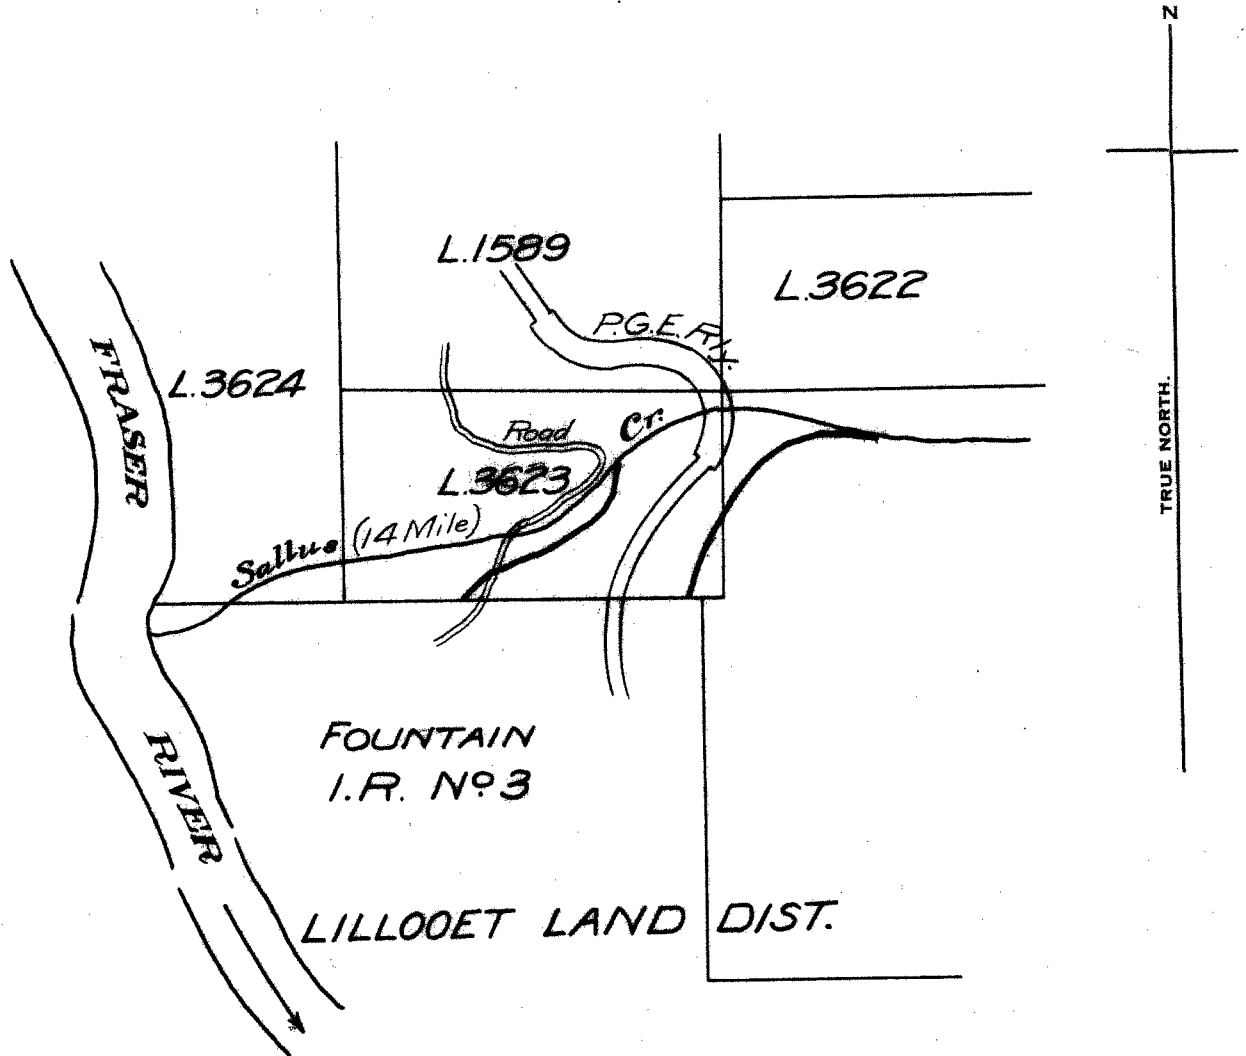 N
L.1589
L.3622
P.G.E. Rly.
FRASER
L.3624
Cr.
Road
TRUE NORTH.
L.3623
Sallus (14 Mile)
FOUNTAIN
I.R. Nº 3
RIVER
LILLOOET LAND DIST.